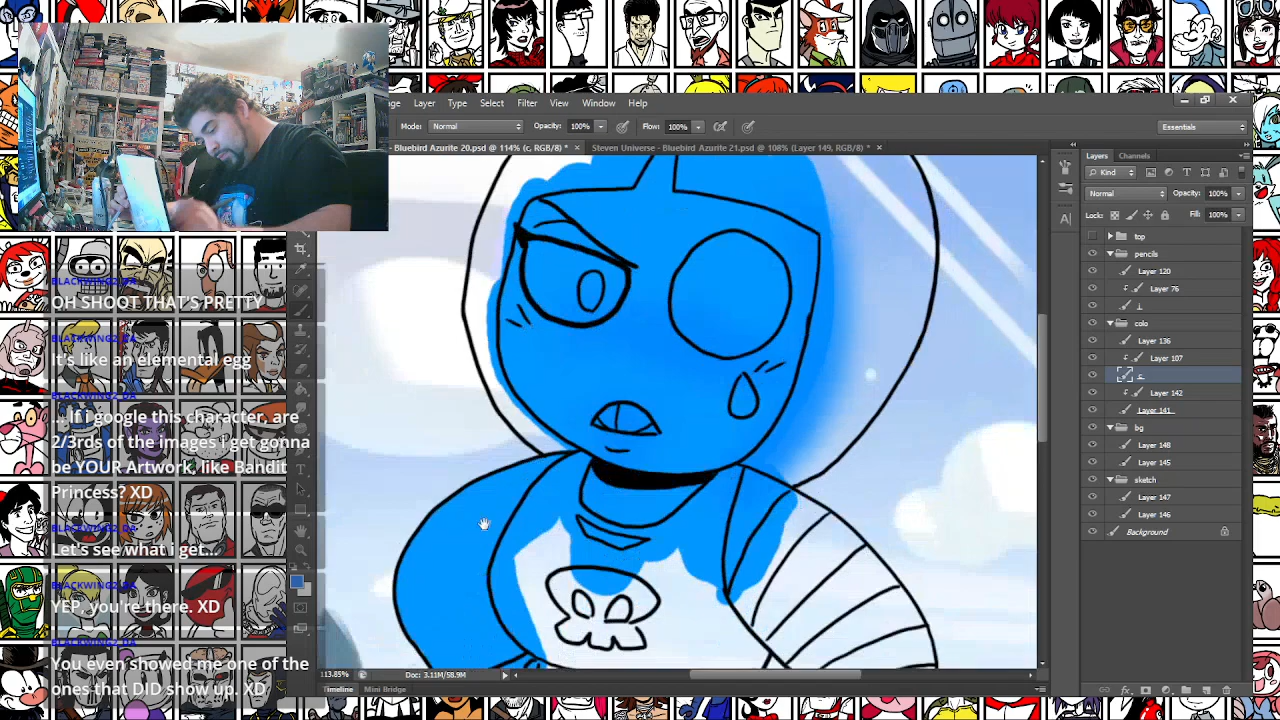 Layer Type Select Filter View Window Help
Mode: Normal Opacity: 100% Flow: 100% Essentials
Bluebird Azurite 20.psd @ 114% (c, RGB/8) * × Steven Universe - Bluebird Azurite 21.psd @ 108% (Layer 149, RGB/8) * ×
Layers Channels
Kind
Normal Opacity: 100%
Lock: Fill: 100%
top
pencils
Layer 120
Layer 76
colo
Layer 136
Layer 107
Layer 142
Layer 141
bg
Layer 148
Layer 145
sketch
Layer 147
Layer 146
Background
BLACKWING2_DA
OH SHOOT THAT'S PRETTY
BLACKWING2_DA
It's like an elemental egg
BLACKWING2_DA
... If i google this character, are
2/3rds of the images I get gonna
be YOUR Artwork, like Bandit
Princess? XD
BLACKWING2_DA
Let's see what i get...
BLACKWING2_DA
YEP, you're there. XD
BLACKWING2_DA
You even showed me one of the
ones that DID show up. XD
113.85% Doc: 3.11M/58.9M
Timeline Mini Bridge